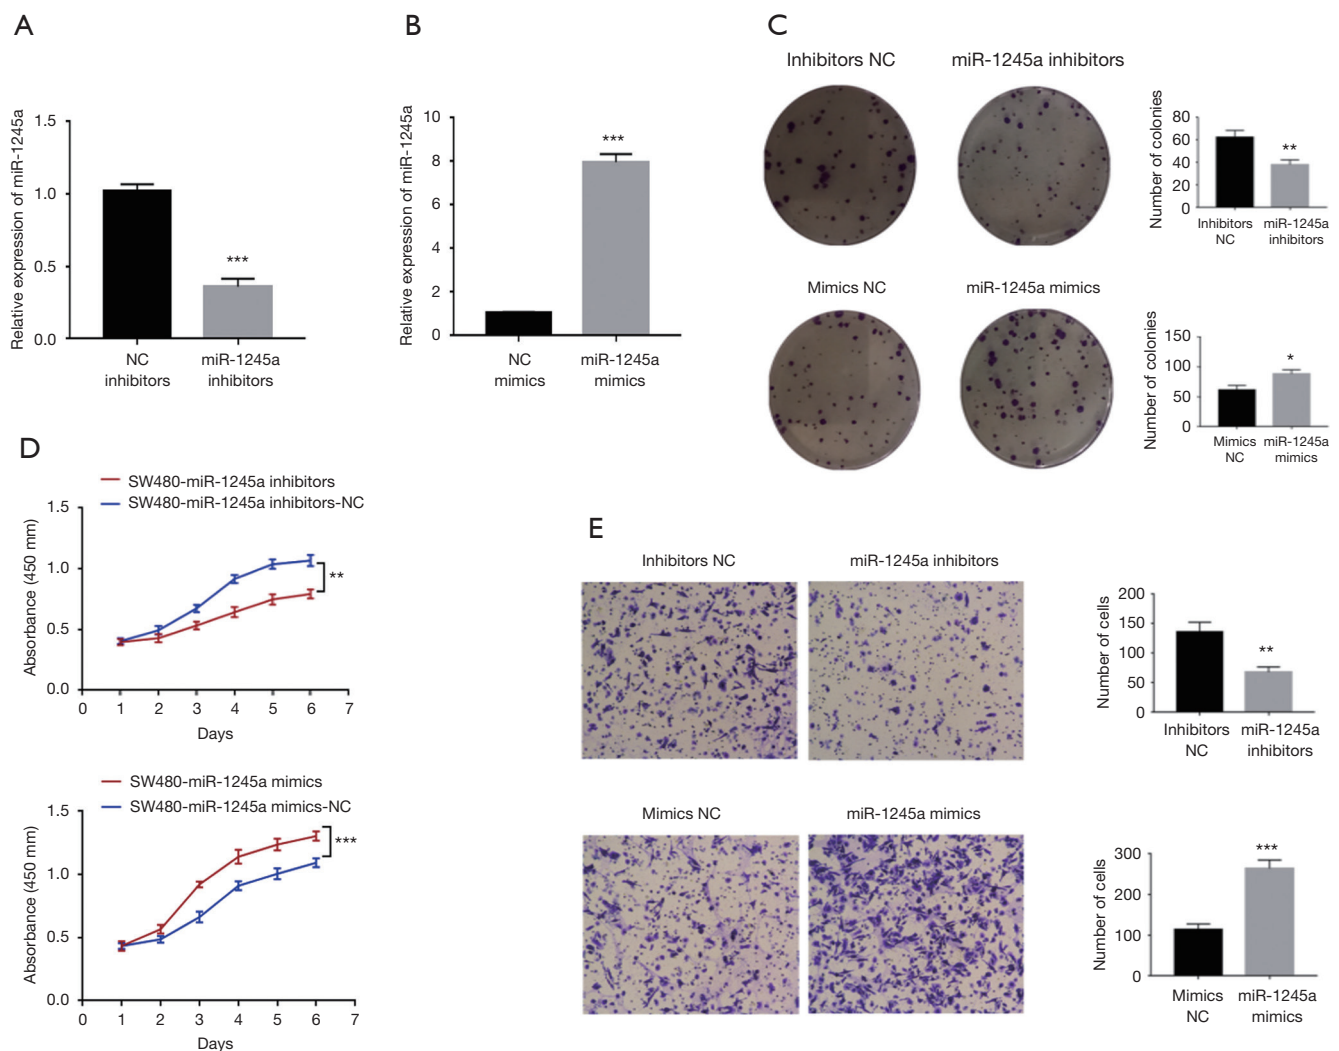 A
Relative expression of miR-1245a
1.5
1.0
0.5
0.0
***
NC
inhibitors
miR-1245a
inhibitors
B
Relative expression of miR-1245a
10
8
6
4
2
0
***
NC
mimics
miR-1245a
mimics
C
Inhibitors NC
miR-1245a inhibitors
Number of colonies
80
60
40
20
0
**
Inhibitors
NC
miR-1245a
inhibitors
Mimics NC
miR-1245a mimics
Number of colonies
150
100
50
0
*
Mimics
NC
miR-1245a
mimics
D
SW480-miR-1245a inhibitors
SW480-miR-1245a inhibitors-NC
Absorbance (450 mm)
1.5
1.0
0.5
0.0
**
0 1 2 3 4 5 6 7
Days
SW480-miR-1245a mimics
SW480-miR-1245a mimics-NC
Absorbance (450 mm)
1.5
1.0
0.5
0.0
***
0 1 2 3 4 5 6 7
Days
E
Inhibitors NC
miR-1245a inhibitors
Number of cells
200
150
100
50
0
**
Inhibitors
NC
miR-1245a
inhibitors
Mimics NC
miR-1245a mimics
Number of cells
300
200
100
0
***
Mimics
NC
miR-1245a
mimics